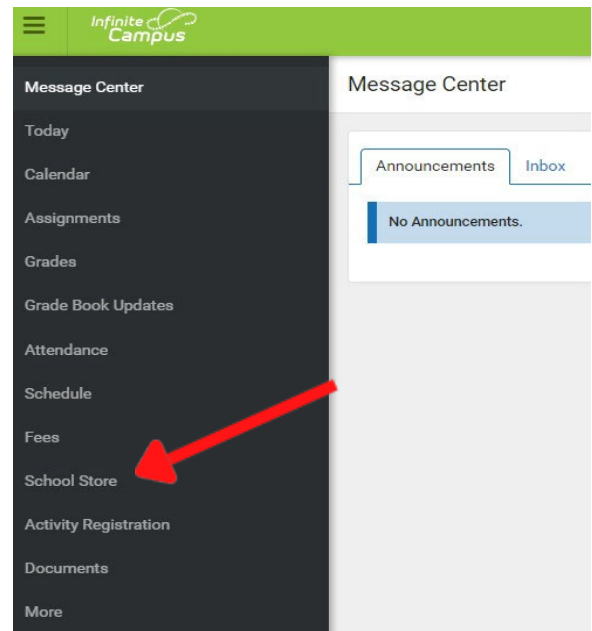 Infinite
Campus
Message Center
Today
Calendar
Assignments
Grades
Grade Book Updates
Attendance
Schedule
Fees
School Store
Activity Registration
Documents
More
Message Center
Announcements Inbox
No Announcements.